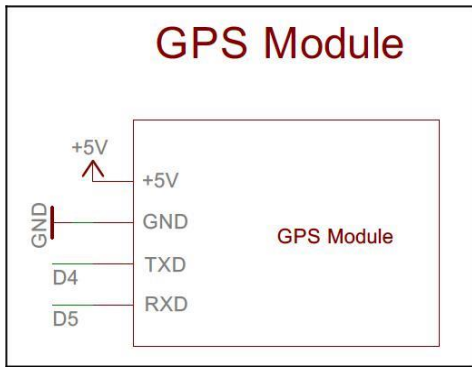 GPS Module
+5V
+5V
GND
GND
GPS Module
TXD
D4
RXD
D5